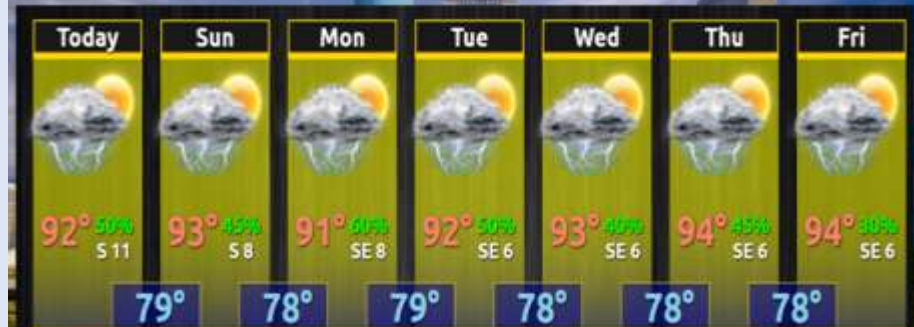 Today Sun Mon Tue Wed Thu Fri
92° 50% 93° 45% 91° 60% 92° 50% 93° 40% 94° 45% 94° 30%
S 11 S 8 SE 8 SE 6 SE 6 SE 6 SE 6
79° 78° 79° 78° 78° 78°